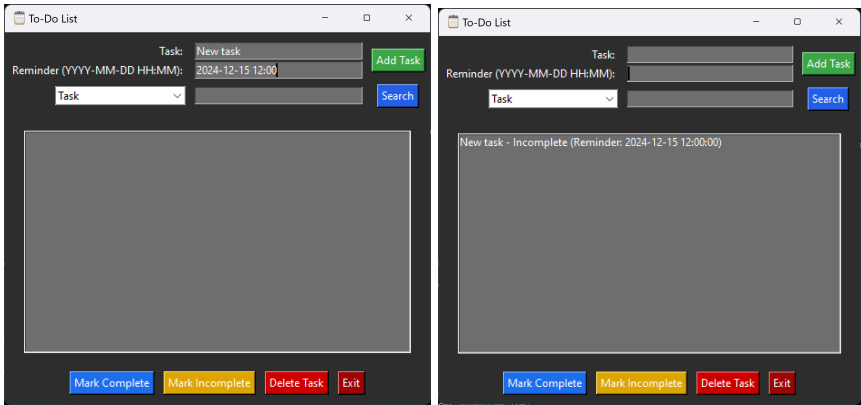 To-Do List
Task: New task
Add Task
Reminder (YYYY-MM-DD HH:MM): 2024-12-15 12:00
Task Search
Mark Complete Mark Incomplete Delete Task Exit
To-Do List
Task:
Add Task
Reminder (YYYY-MM-DD HH:MM):
Task Search
New task - Incomplete (Reminder: 2024-12-15 12:00:00)
Mark Complete Mark Incomplete Delete Task Exit